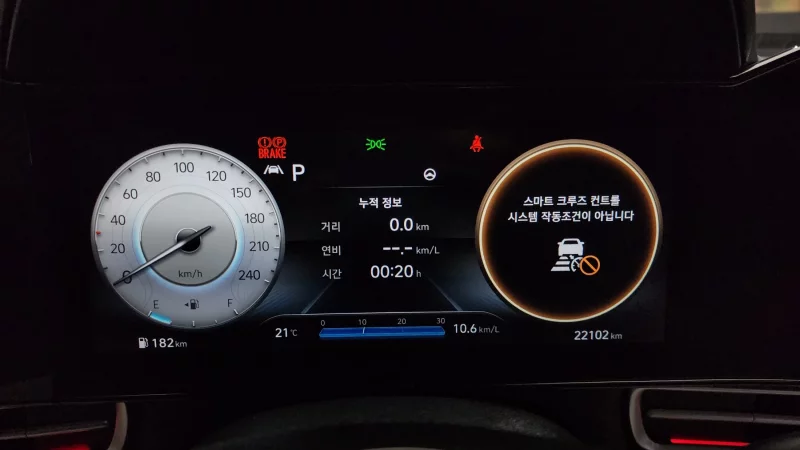 BRAKE
P
0
20
40
60
80
100
120
150
180
210
240
km/h
E
F
182 km
누적 정보
거리 0.0 km
연비 --.- km/L
시간 00:20 h
21 ℃
0 10 20 30
10.6 km/L
스마트 크루즈 컨트롤
시스템 작동조건이 아닙니다
22102 km